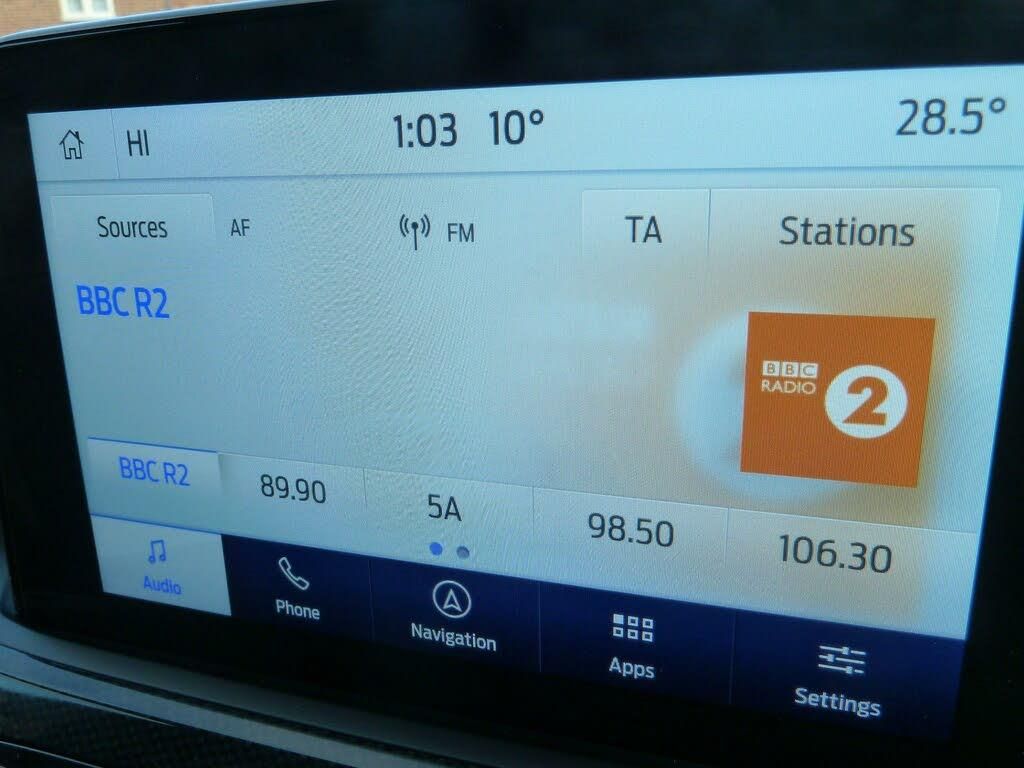 HI 1:03 10° 28.5°
Sources AF FM TA Stations
BBC R2
BBC
RADIO 2
BBC R2 89.90 5A 98.50 106.30
Audio Phone Navigation Apps Settings